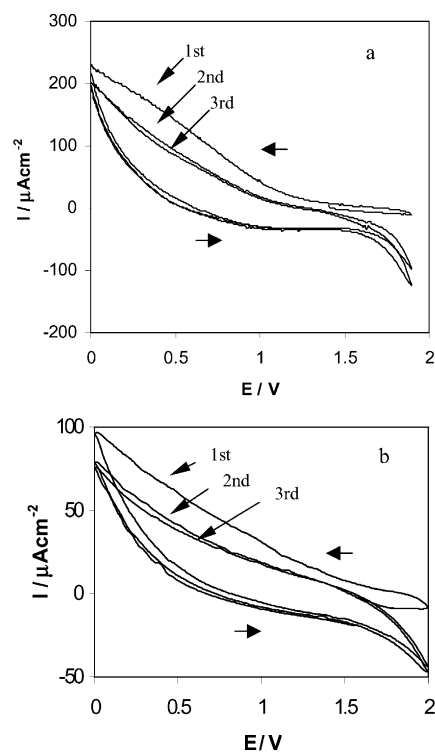 a
1st
2nd
3rd
I / µAcm⁻²
300
200
100
0
-100
-200
0
0.5
1
1.5
2
E / V
b
1st
2nd
3rd
I / µAcm⁻²
100
50
0
-50
0
0.5
1
1.5
2
E / V